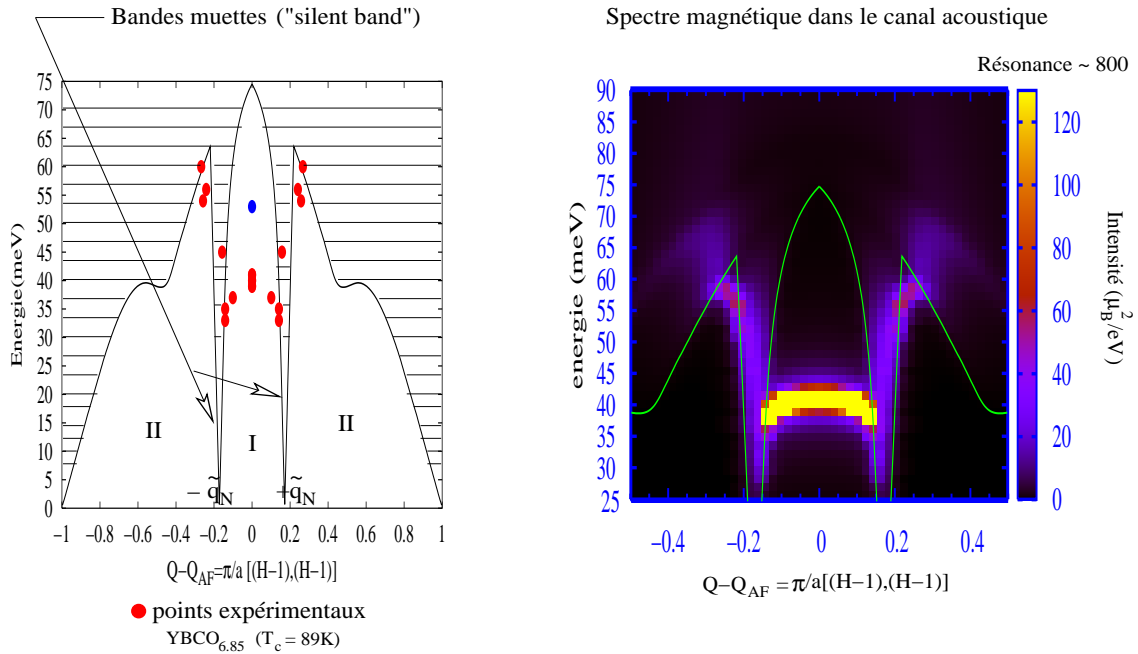 Bandes muettes ("silent band")
75
70
65
60
55
50
45
40
35
30
25
20
15
10
5
0
Energie(meV)
II
I
II
− q̃N
+q̃N
−1 −0.8 −0.6 −0.4 −0.2 0 0.2 0.4 0.6 0.8 1
Q−QAF=π/a [(H−1),(H−1)]
points expérimentaux
YBCO6.85 (Tc = 89K)
Spectre magnétique dans le canal acoustique
Résonance ~ 800
90
85
80
75
70
65
60
55
50
45
40
35
30
25
energie (meV)
−0.4 −0.2 0 0.2 0.4
Q−QAF = π/a[(H−1),(H−1)]
120
100
80
60
40
20
0
Intensité (μB²/eV)